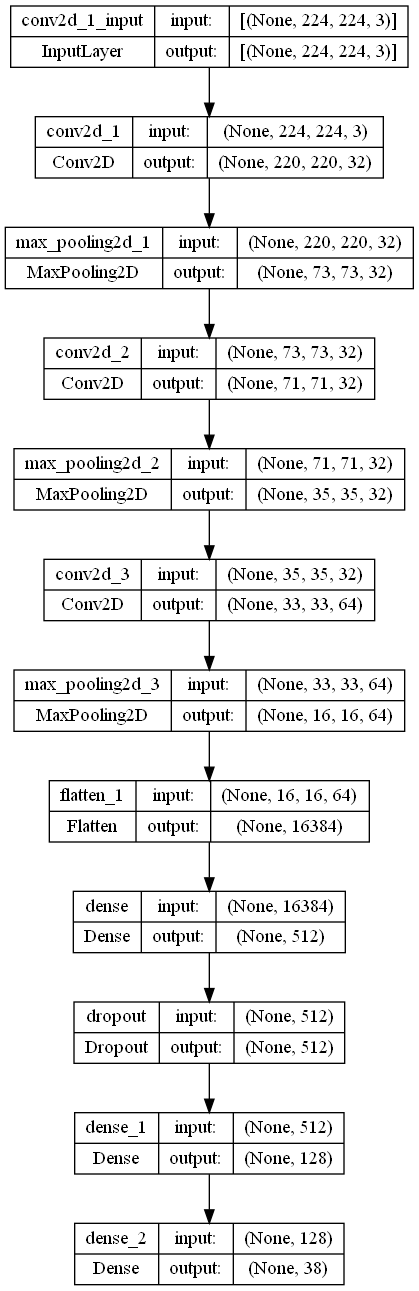 conv2d_1_input input: [(None, 224, 224, 3)]
InputLayer output: [(None, 224, 224, 3)]
conv2d_1 input: (None, 224, 224, 3)
Conv2D output: (None, 220, 220, 32)
max_pooling2d_1 input: (None, 220, 220, 32)
MaxPooling2D output: (None, 73, 73, 32)
conv2d_2 input: (None, 73, 73, 32)
Conv2D output: (None, 71, 71, 32)
max_pooling2d_2 input: (None, 71, 71, 32)
MaxPooling2D output: (None, 35, 35, 32)
conv2d_3 input: (None, 35, 35, 32)
Conv2D output: (None, 33, 33, 64)
max_pooling2d_3 input: (None, 33, 33, 64)
MaxPooling2D output: (None, 16, 16, 64)
flatten_1 input: (None, 16, 16, 64)
Flatten output: (None, 16384)
dense input: (None, 16384)
Dense output: (None, 512)
dropout input: (None, 512)
Dropout output: (None, 512)
dense_1 input: (None, 512)
Dense output: (None, 128)
dense_2 input: (None, 128)
Dense output: (None, 38)